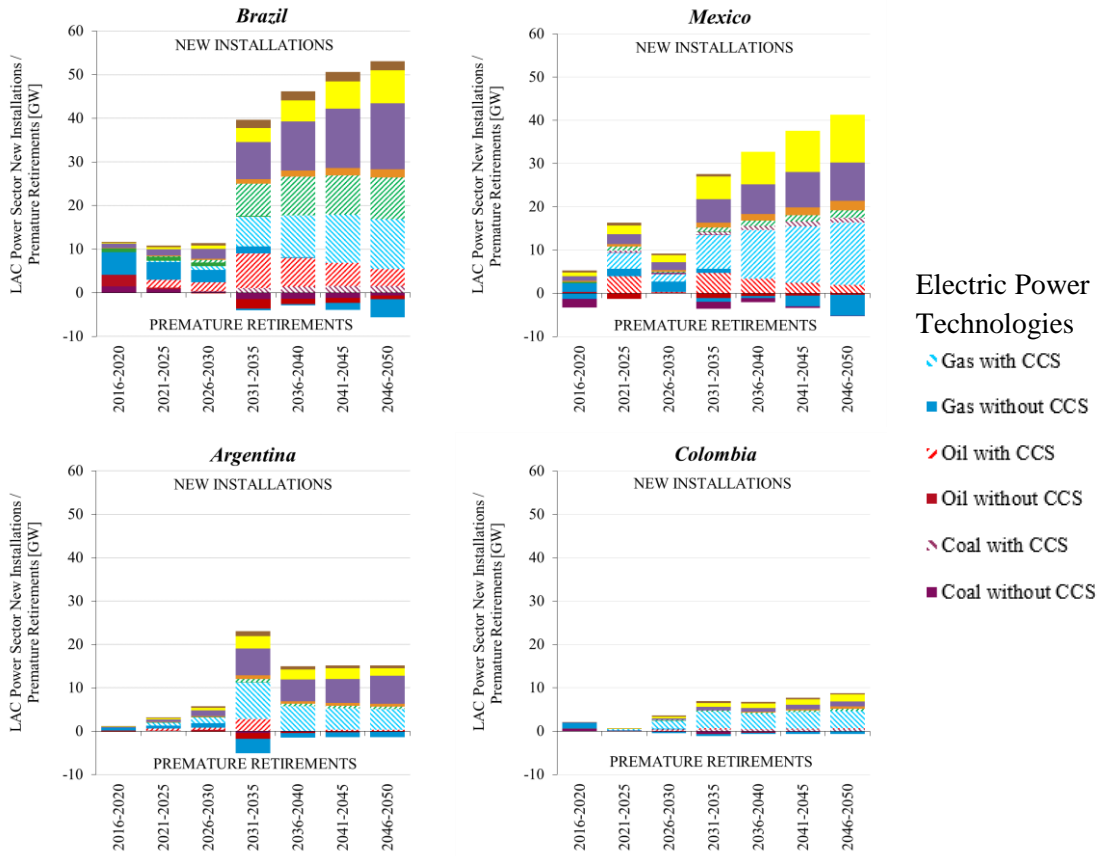 Brazil
NEW INSTALLATIONS
LAC Power Sector New Installations /
Premature Retirements [GW]
60
50
40
30
20
10
0
-10
PREMATURE RETIREMENTS
2016-2020
2021-2025
2026-2030
2031-2035
2036-2040
2041-2045
2046-2050
Mexico
NEW INSTALLATIONS
LAC Power Sector New Installations /
Premature Retirements [GW]
60
50
40
30
20
10
0
-10
PREMATURE RETIREMENTS
2016-2020
2021-2025
2026-2030
2031-2035
2036-2040
2041-2045
2046-2050
Argentina
NEW INSTALLATIONS
LAC Power Sector New Installations /
Premature Retirements [GW]
60
50
40
30
20
10
0
-10
PREMATURE RETIREMENTS
2016-2020
2021-2025
2026-2030
2031-2035
2036-2040
2041-2045
2046-2050
Colombia
NEW INSTALLATIONS
LAC Power Sector New Installations /
Premature Retirements [GW]
60
50
40
30
20
10
0
-10
PREMATURE RETIREMENTS
2016-2020
2021-2025
2026-2030
2031-2035
2036-2040
2041-2045
2046-2050
Electric Power
Technologies
Gas with CCS
Gas without CCS
Oil with CCS
Oil without CCS
Coal with CCS
Coal without CCS